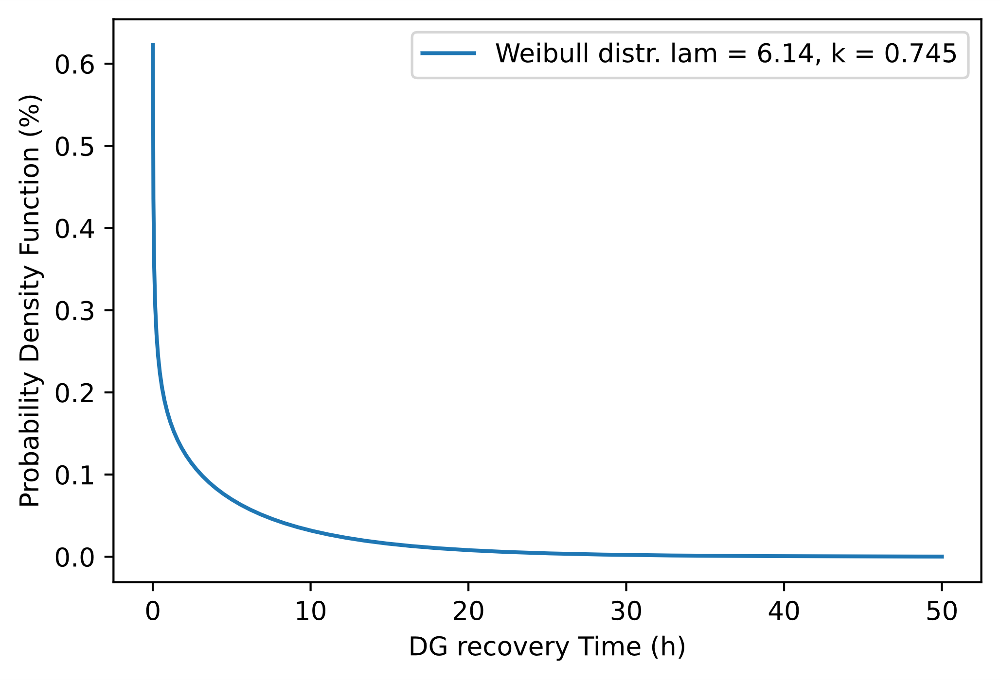 Weibull distr. lam = 6.14, k = 0.745
Probability Density Function (%)
0.6
0.5
0.4
0.3
0.2
0.1
0.0
0 10 20 30 40 50
DG recovery Time (h)